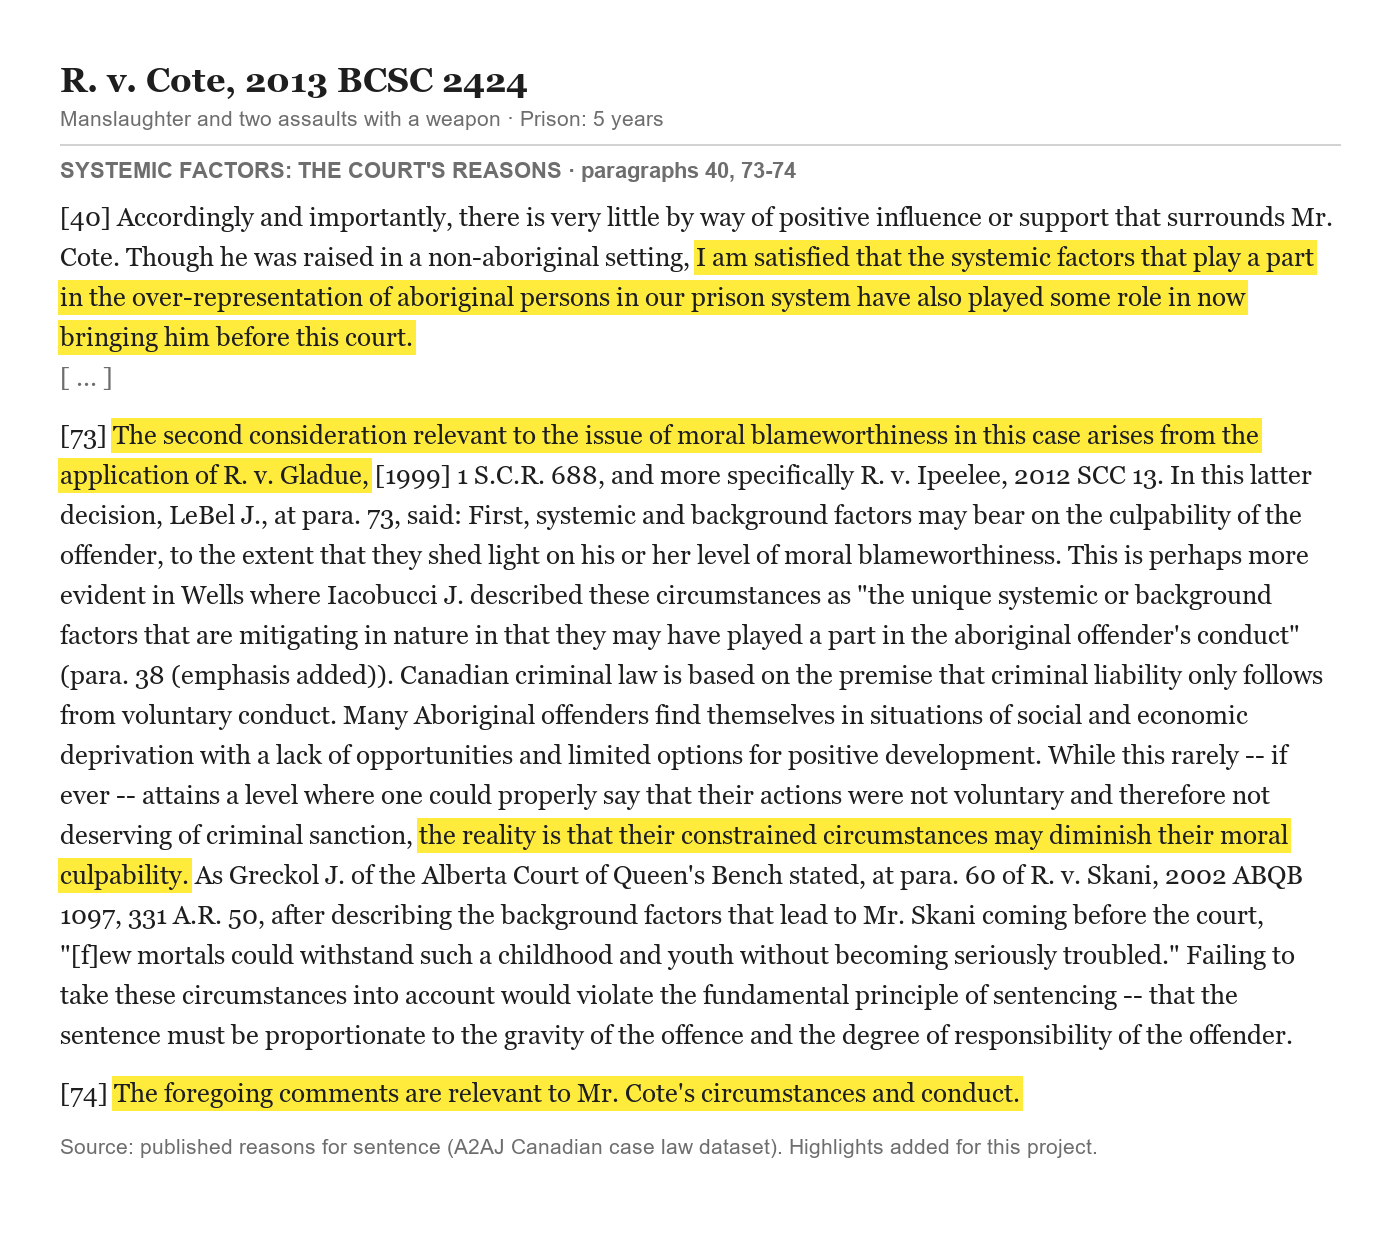 R. v. Cote, 2013 BCSC 2424
Manslaughter and two assaults with a weapon · Prison: 5 years
SYSTEMIC FACTORS: THE COURT'S REASONS · paragraphs 40, 73-74
[40] Accordingly and importantly, there is very little by way of positive influence or support that surrounds Mr.
Cote. Though he was raised in a non-aboriginal setting, I am satisfied that the systemic factors that play a part
in the over-representation of aboriginal persons in our prison system have also played some role in now
bringing him before this court.
[ ... ]
[73] The second consideration relevant to the issue of moral blameworthiness in this case arises from the
application of R. v. Gladue, [1999] 1 S.C.R. 688, and more specifically R. v. Ipeelee, 2012 SCC 13. In this latter
decision, LeBel J., at para. 73, said: First, systemic and background factors may bear on the culpability of the
offender, to the extent that they shed light on his or her level of moral blameworthiness. This is perhaps more
evident in Wells where Iacobucci J. described these circumstances as "the unique systemic or background
factors that are mitigating in nature in that they may have played a part in the aboriginal offender's conduct"
(para. 38 (emphasis added)). Canadian criminal law is based on the premise that criminal liability only follows
from voluntary conduct. Many Aboriginal offenders find themselves in situations of social and economic
deprivation with a lack of opportunities and limited options for positive development. While this rarely -- if
ever -- attains a level where one could properly say that their actions were not voluntary and therefore not
deserving of criminal sanction, the reality is that their constrained circumstances may diminish their moral
culpability. As Greckol J. of the Alberta Court of Queen's Bench stated, at para. 60 of R. v. Skani, 2002 ABQB
1097, 331 A.R. 50, after describing the background factors that lead to Mr. Skani coming before the court,
"[f]ew mortals could withstand such a childhood and youth without becoming seriously troubled." Failing to
take these circumstances into account would violate the fundamental principle of sentencing -- that the
sentence must be proportionate to the gravity of the offence and the degree of responsibility of the offender.
[74] The foregoing comments are relevant to Mr. Cote's circumstances and conduct.
Source: published reasons for sentence (A2AJ Canadian case law dataset). Highlights added for this project.